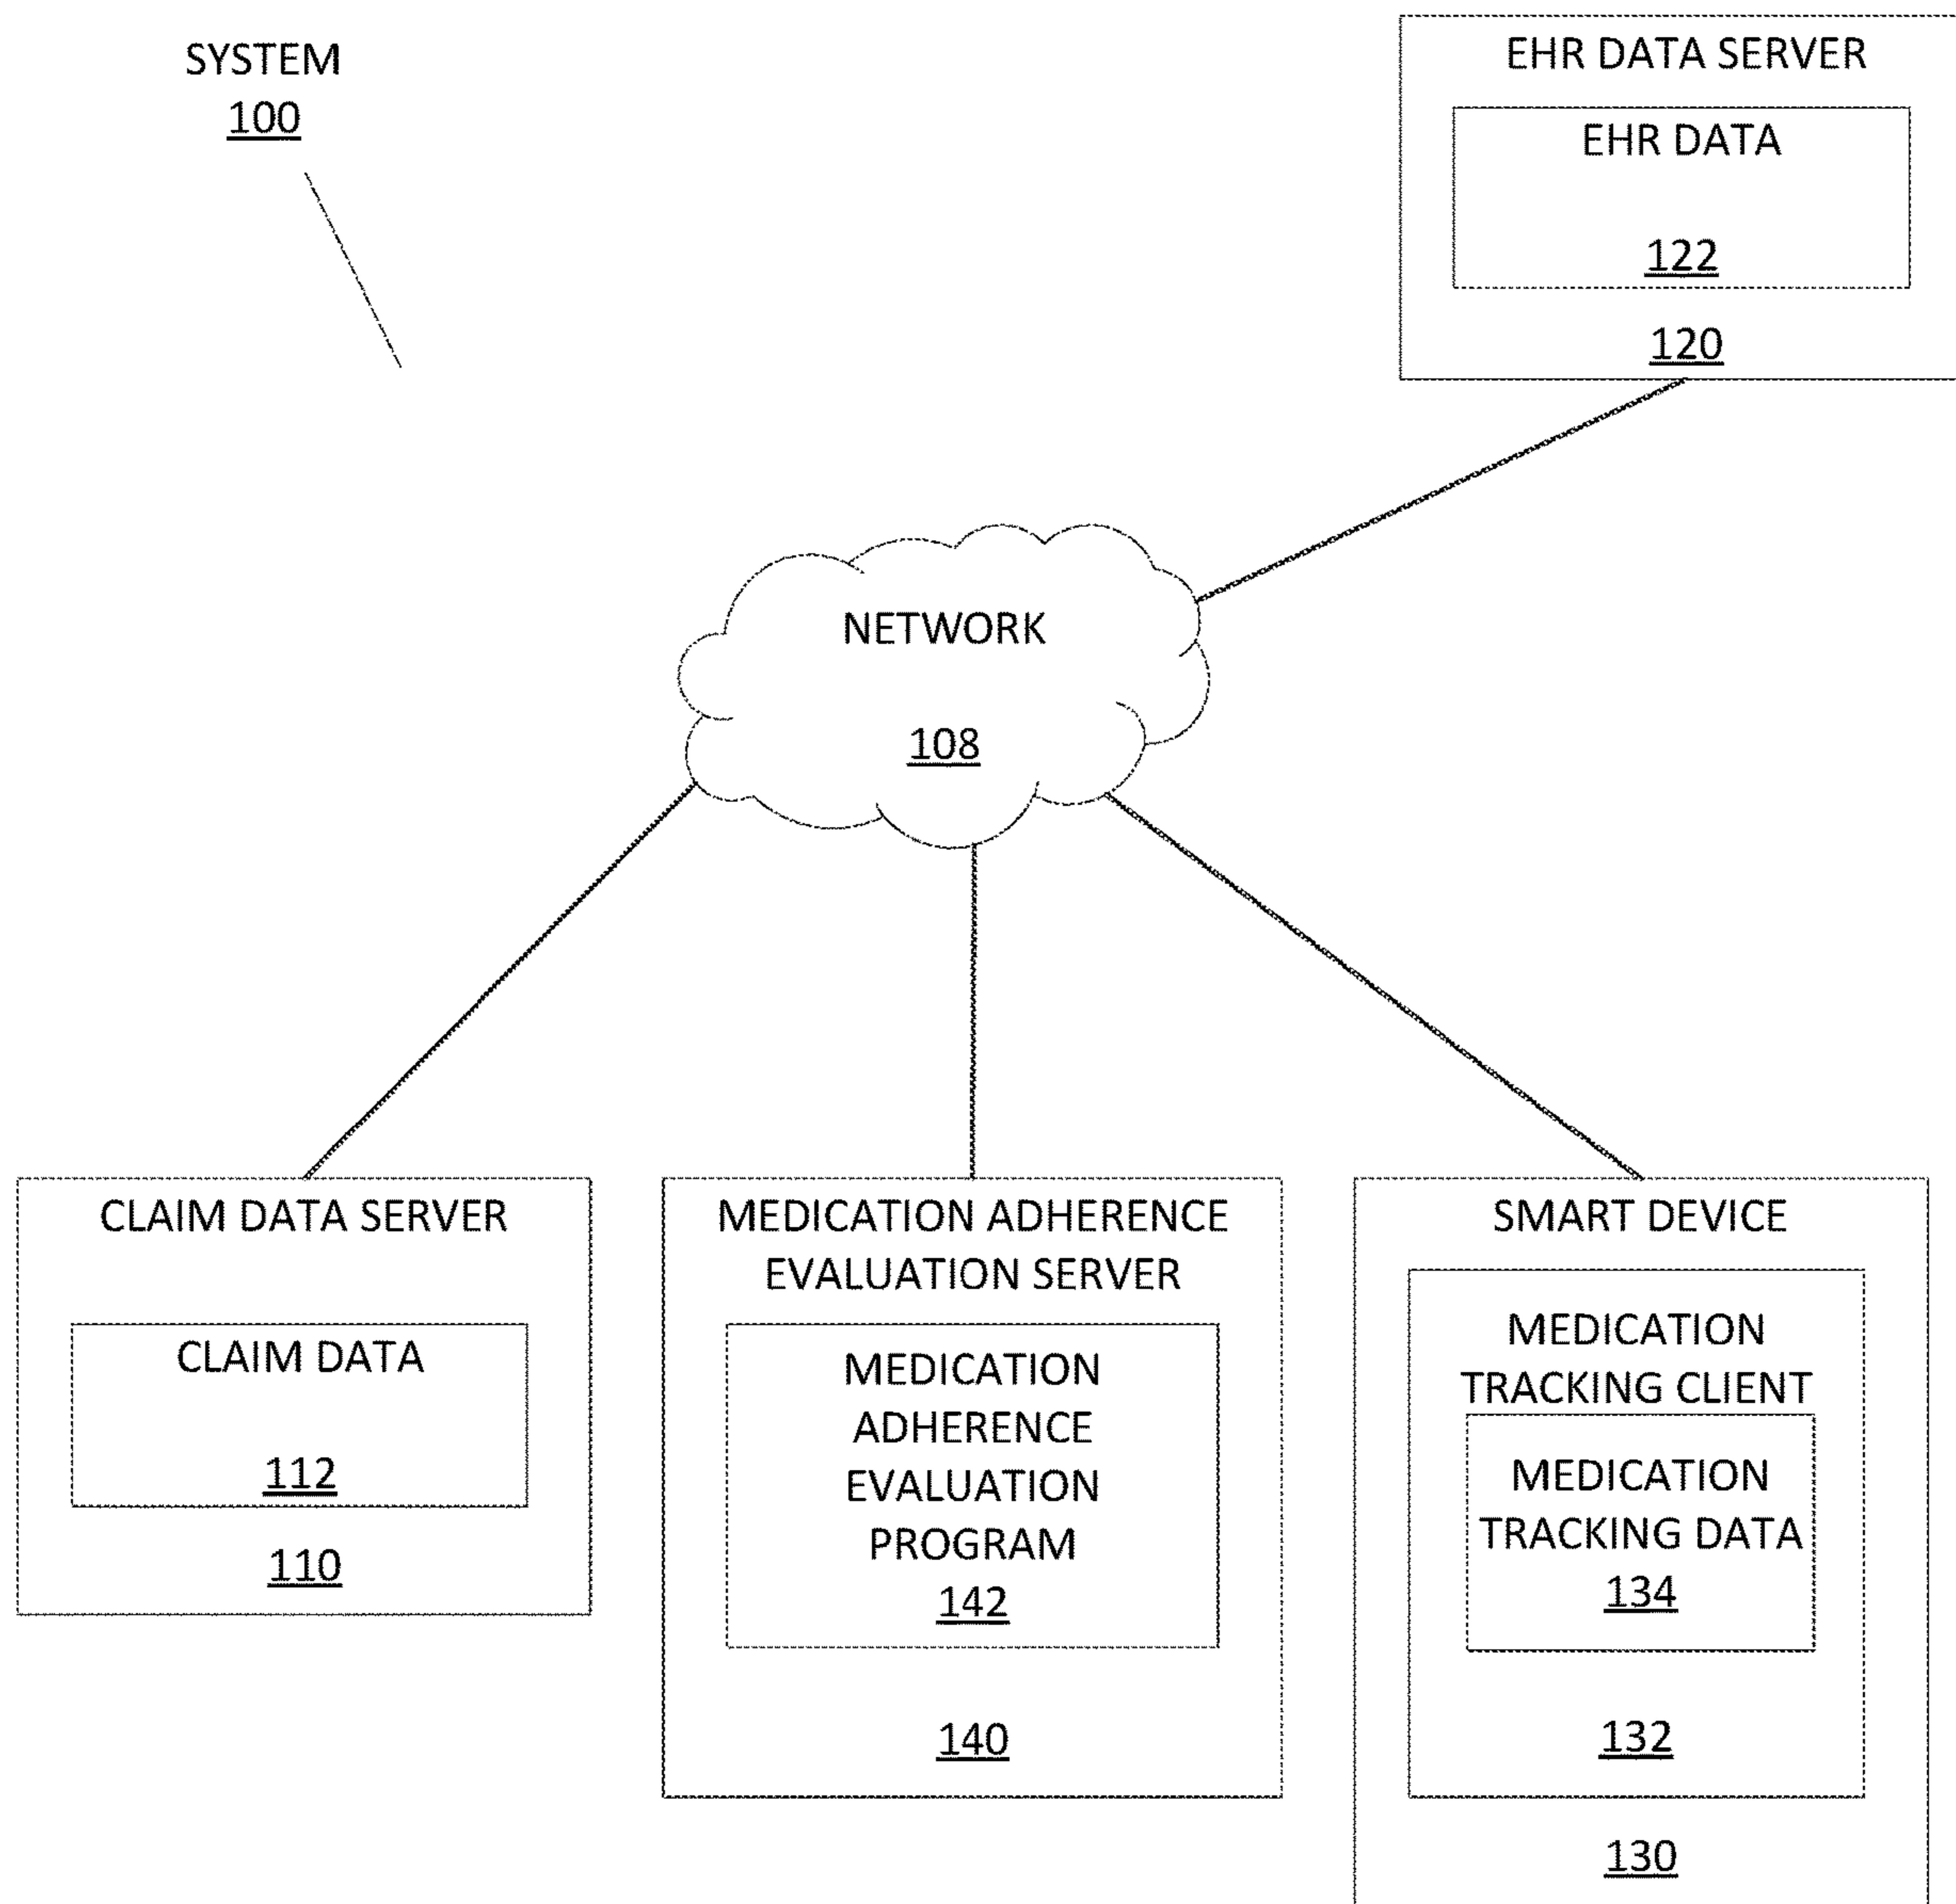 SYSTEM
100
EHR DATA SERVER
EHR DATA
122
120
NETWORK
108
CLAIM DATA SERVER
CLAIM DATA
112
110
MEDICATION ADHERENCE
EVALUATION SERVER
MEDICATION
ADHERENCE
EVALUATION
PROGRAM
142
140
SMART DEVICE
MEDICATION
TRACKING CLIENT
MEDICATION
TRACKING DATA
134
132
130